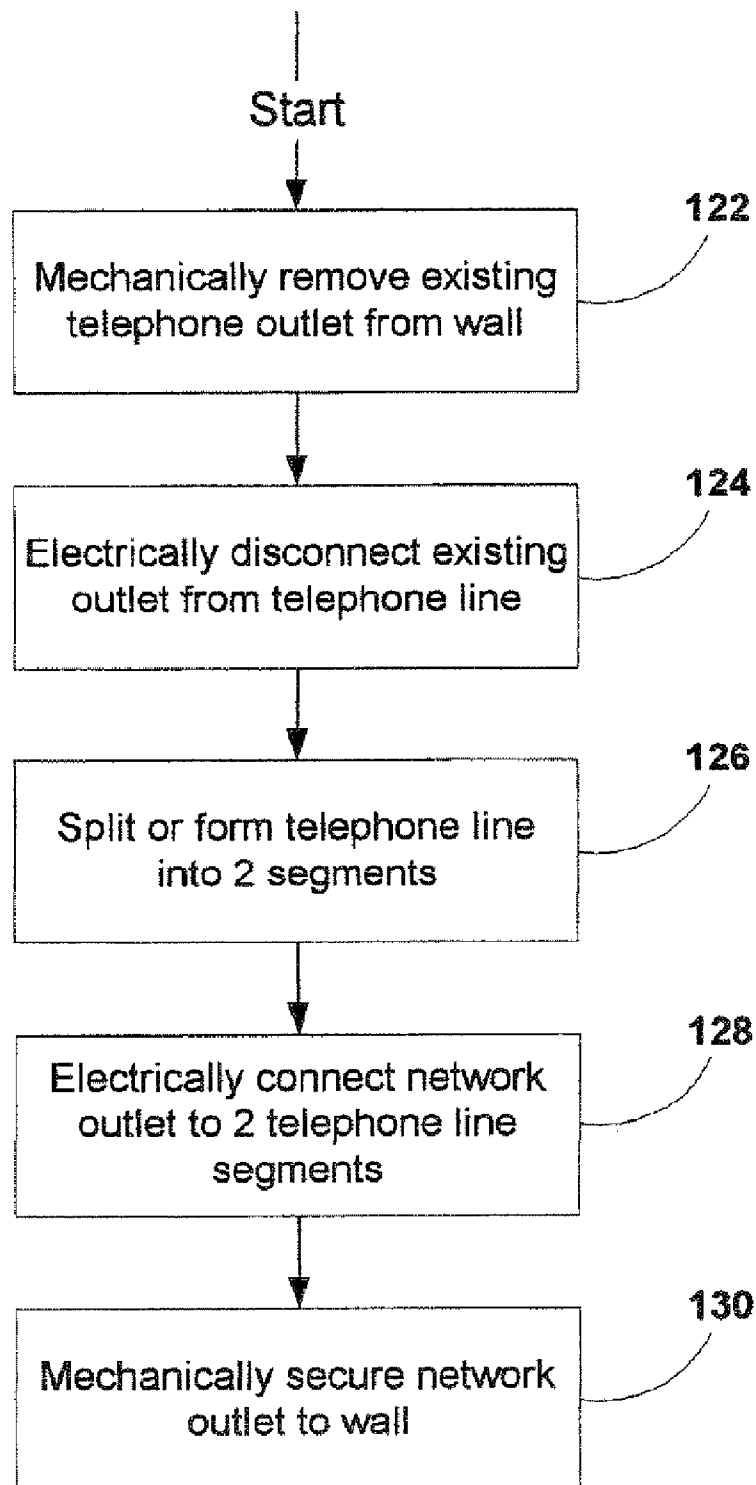 Start
122
Mechanically remove existing
telephone outlet from wall
124
Electrically disconnect existing
outlet from telephone line
126
Split or form telephone line
into 2 segments
128
Electrically connect network
outlet to 2 telephone line
segments
130
Mechanically secure network
outlet to wall